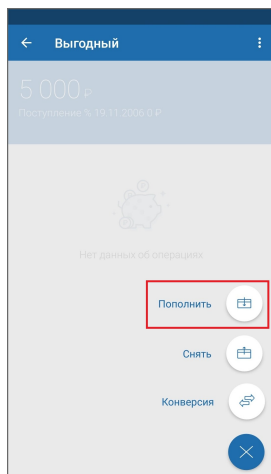 Выгодный
5 000 ₽
Поступление % 19.11.2006 0 ₽
Нет данных об операциях
Пополнить
Снять
Конверсия